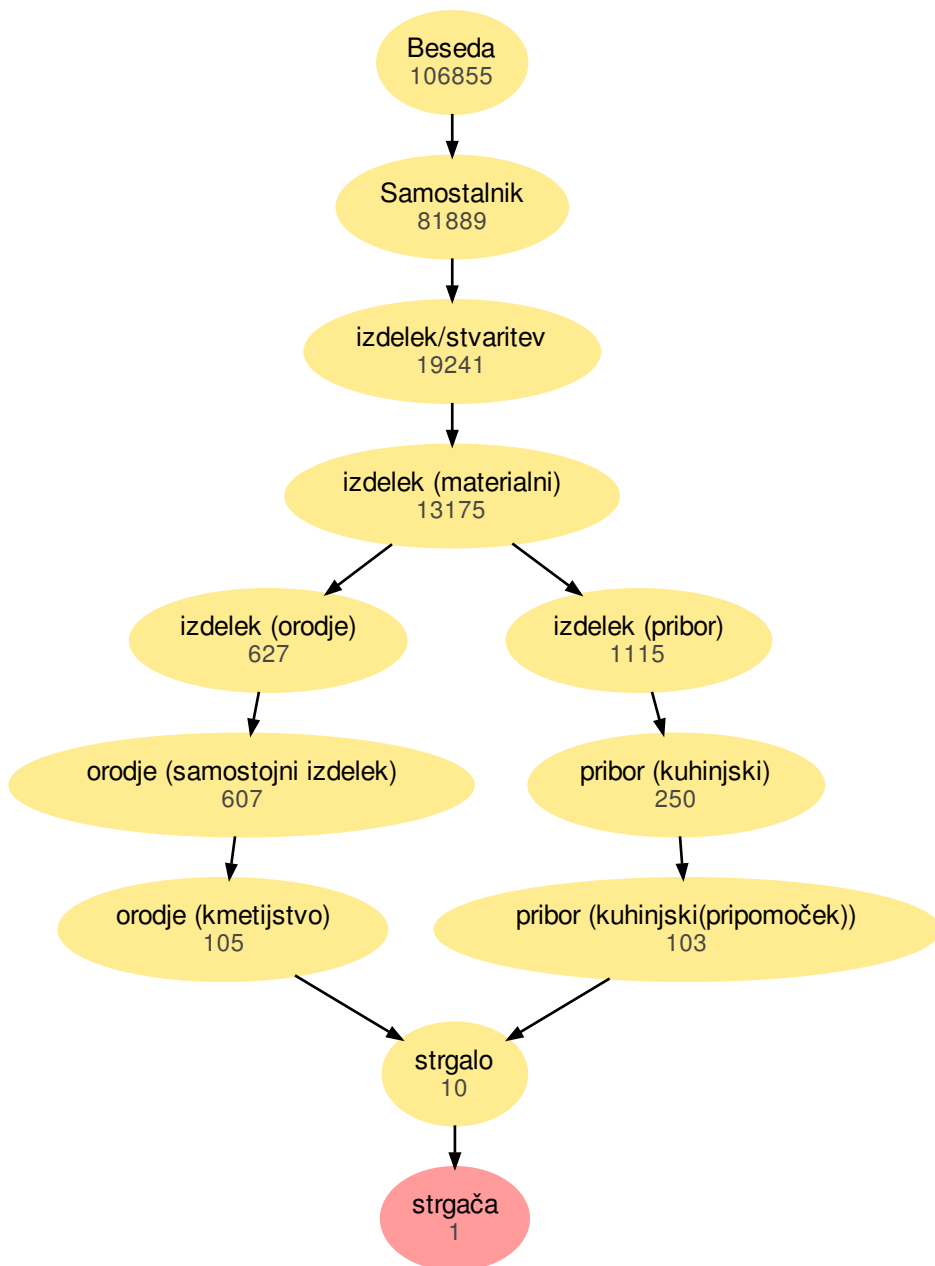 Beseda
106855
Samostalnik
81889
izdelek/stvaritev
19241
izdelek (materialni)
13175
izdelek (orodje)
627
izdelek (pribor)
1115
orodje (samostojni izdelek)
607
pribor (kuhinjski)
250
orodje (kmetijstvo)
105
pribor (kuhinjski(pripomoček))
103
strgalo
10
strgača
1